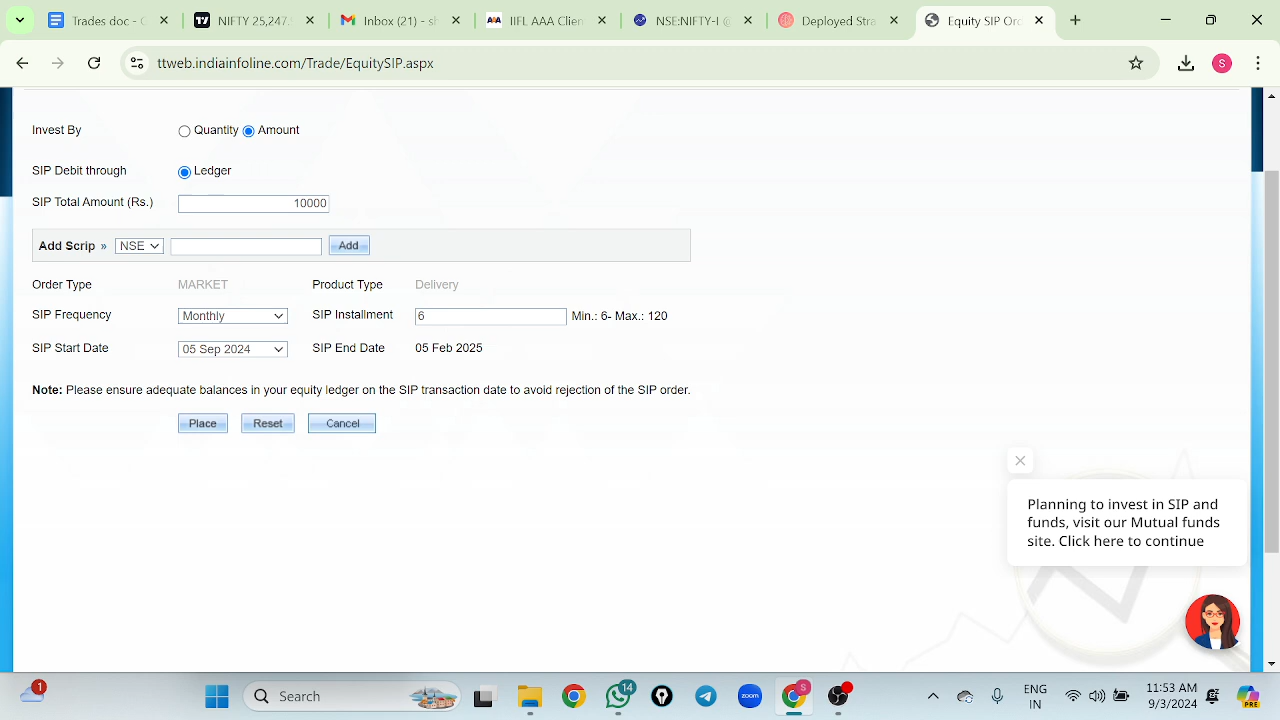 Trades doc - G
NIFTY 25,247.
Inbox (21) - sh
IIFL AAA Clien
NSE:NIFTY-I @
Deployed Stra
Equity SIP Ord
ttweb.indiainfoline.com/Trade/EquitySIP.aspx
S
Invest By Quantity Amount
SIP Debit through Ledger
SIP Total Amount (Rs.) 10000
Add Scrip » NSE Add
Order Type MARKET Product Type Delivery
SIP Frequency Monthly SIP Installment 6 Min.: 6- Max.: 120
SIP Start Date 05 Sep 2024 SIP End Date 05 Feb 2025
Note: Please ensure adequate balances in your equity ledger on the SIP transaction date to avoid rejection of the SIP order.
Place Reset Cancel
Planning to invest in SIP and
funds, visit our Mutual funds
site. Click here to continue
1
Search
14
zoom
S
ENG
IN
11:53 AM
9/3/2024
PRE